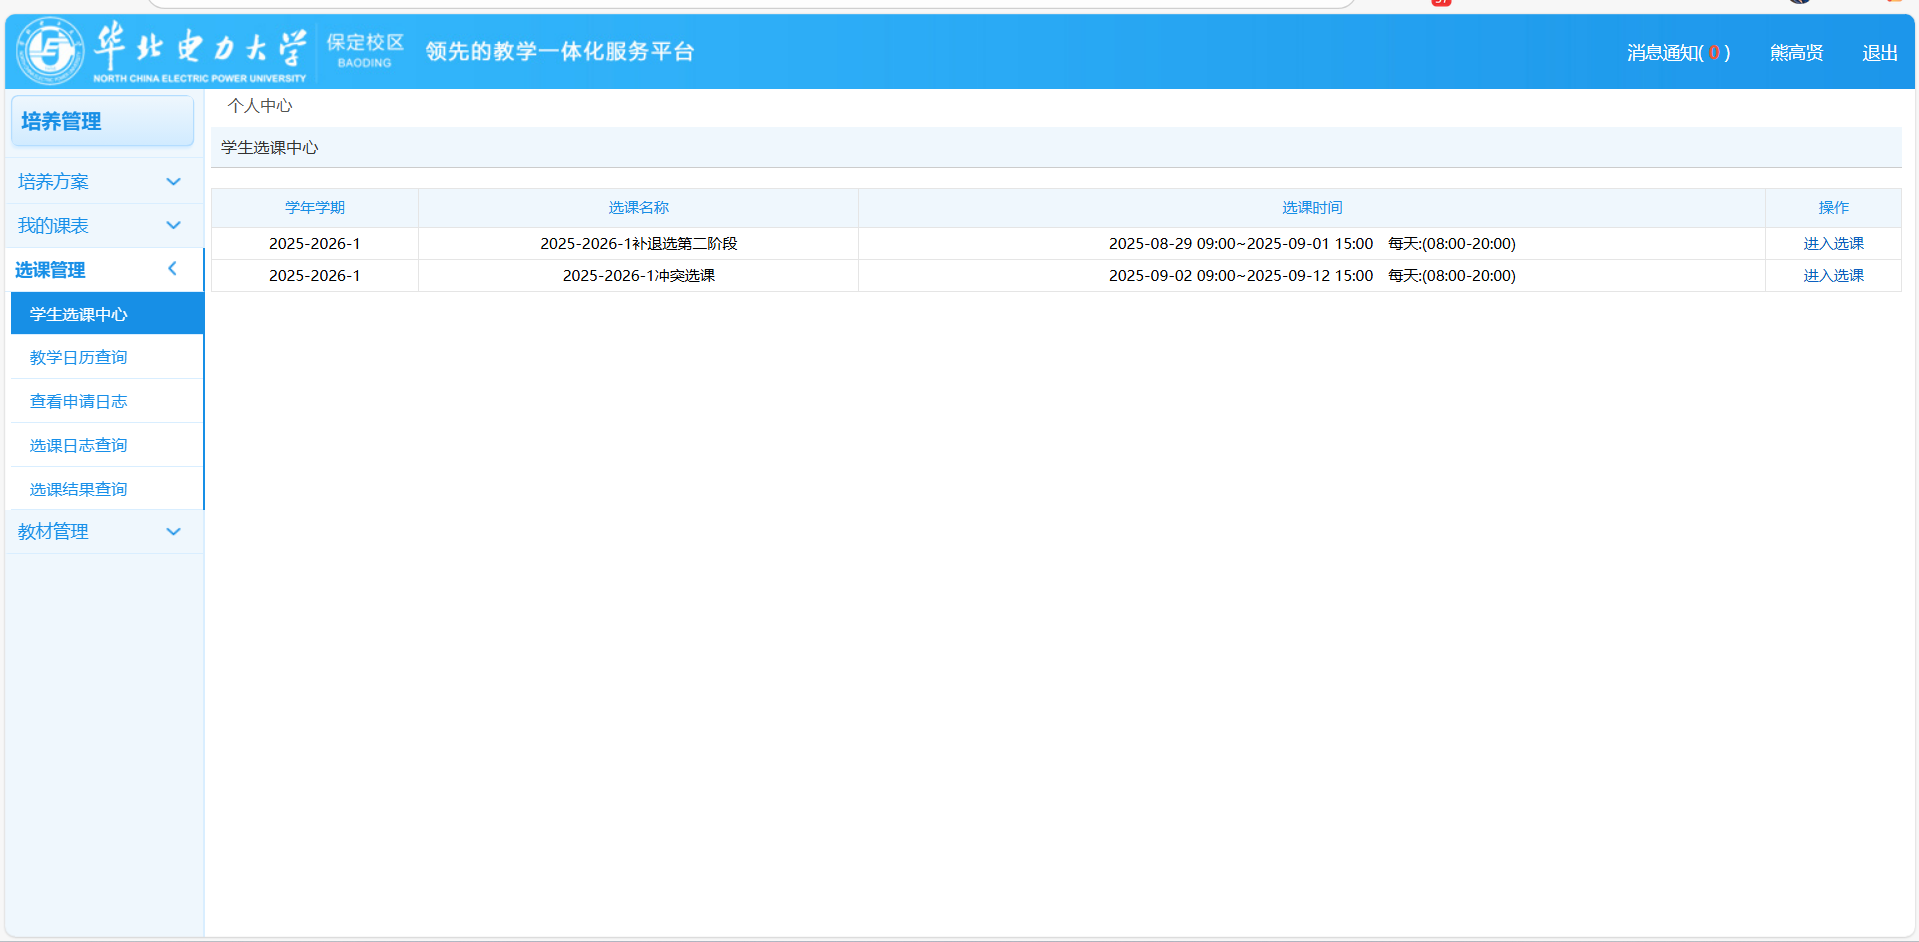 华北电力大学
NORTH CHINA ELECTRIC POWER UNIVERSITY
保定校区
BAODING
领先的教学一体化服务平台
消息通知( 0 )
熊高贤
退出
培养管理
培养方案
我的课表
选课管理
学生选课中心
教学日历查询
查看申请日志
选课日志查询
选课结果查询
教材管理
个人中心
学生选课中心
学年学期 选课名称 选课时间 操作
2025-2026-1 2025-2026-1补退选第二阶段 2025-08-29 09:00~2025-09-01 15:00 每天:(08:00-20:00) 进入选课
2025-2026-1 2025-2026-1冲突选课 2025-09-02 09:00~2025-09-12 15:00 每天:(08:00-20:00) 进入选课